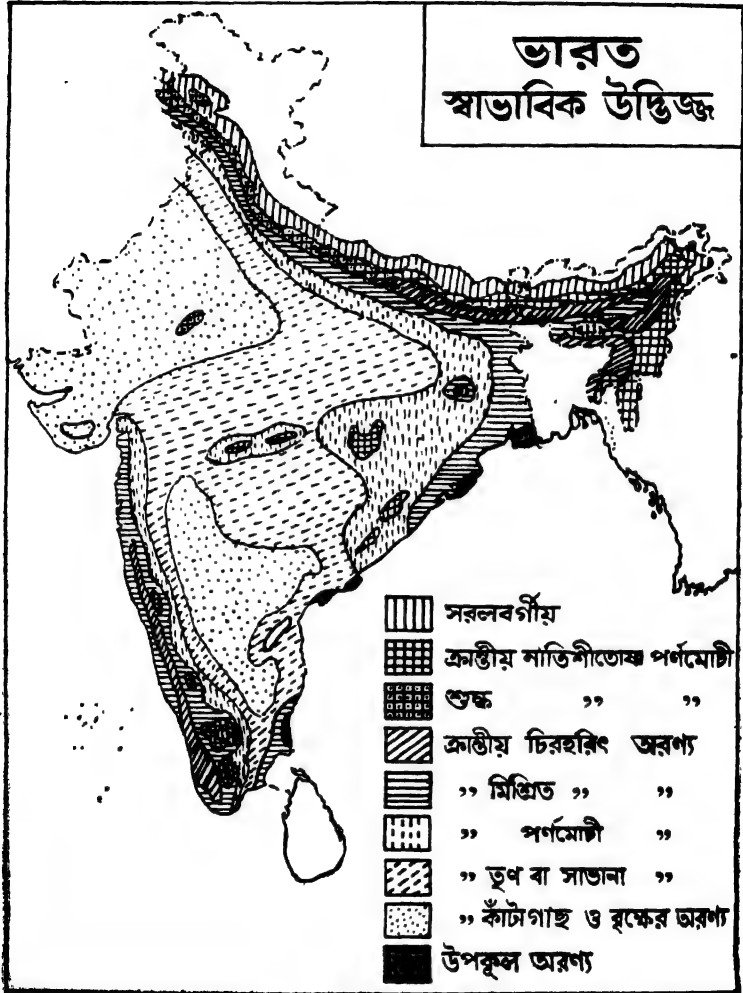 ভারত
স্বাভাবিক উদ্ভিজ্জ
সরলবর্গীয়
ক্রান্তীয় নাতিশীতোষ্ণ পর্ণমোচী
শুষ্ক ,, ,,
ক্রান্তীয় চিরহরিৎ অরণ্য
,, মিশ্রিত ,, ,,
,, পর্ণমোচী ,,
,, তৃণ বা সাভানা ,,
,, কাঁটাগাছ ও বৃক্ষের অরণ্য
উপকূল অরণ্য